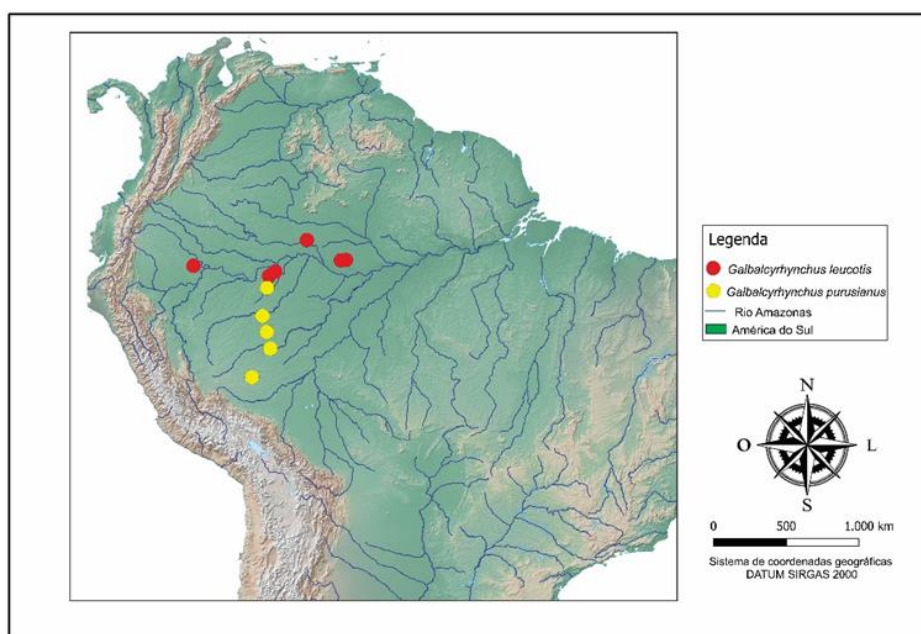 Legenda
Galbalcyrhynchus leucotis
Galbalcyrhynchus purusianus
Rio Amazonas
América do Sul
N
O
L
S
0 500 1.000 km
Sistema de coordenadas geográficas
DATUM SIRGAS 2000